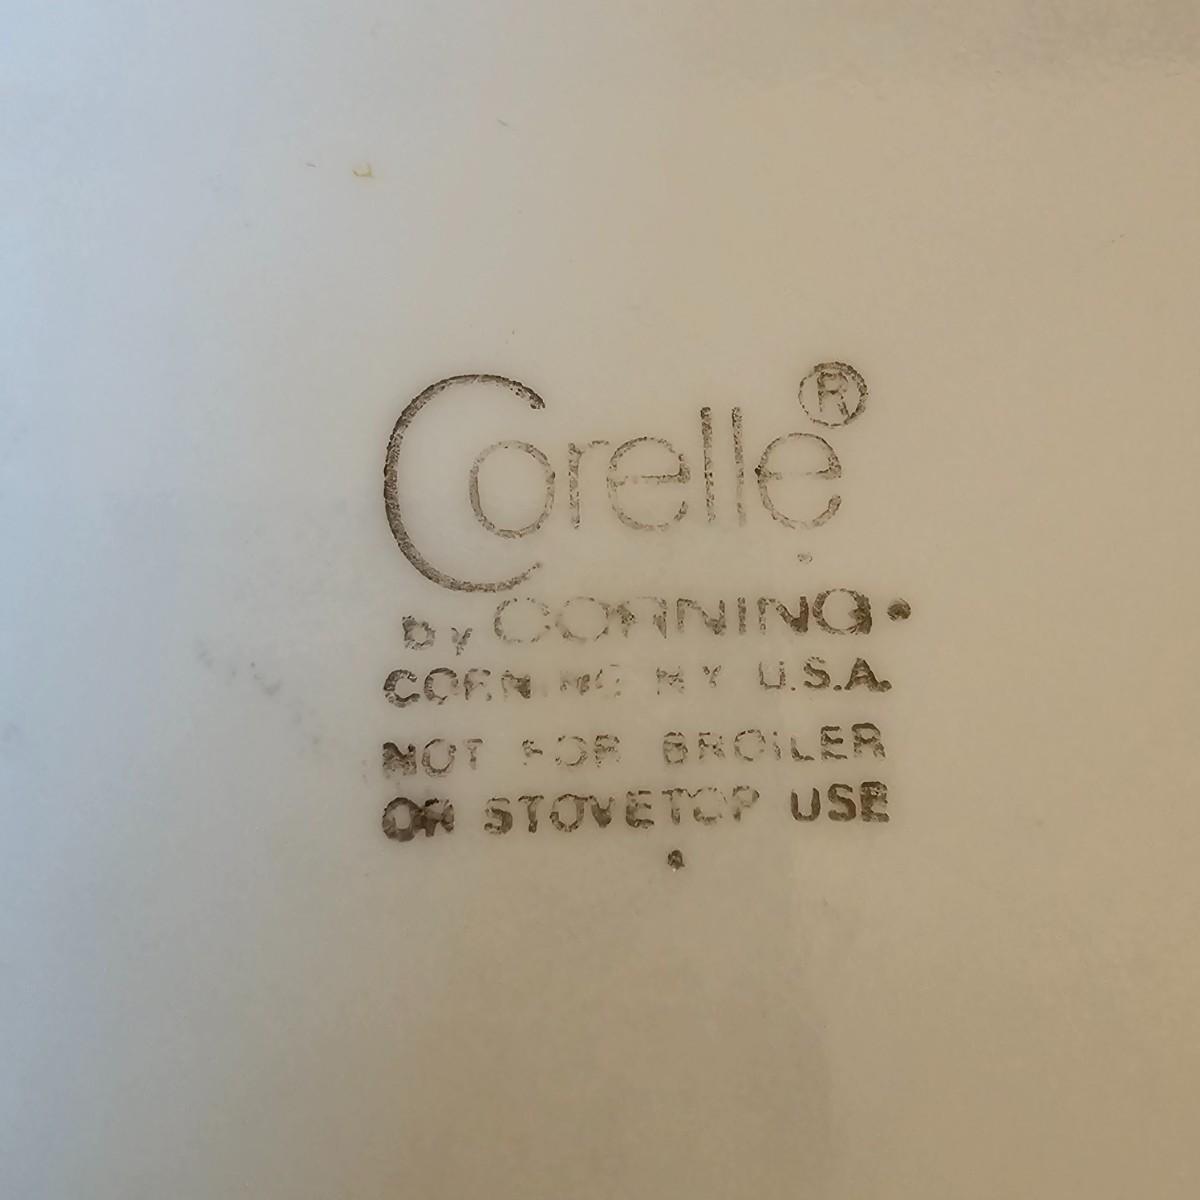 Corelle®
by CORNING
CORNING NY U.S.A.
NOT FOR BROILER
OR STOVETOP USE